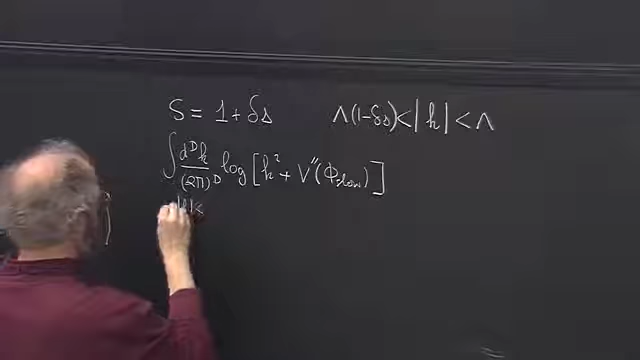 S = 1 + δs    Λ(1-δs) < |k| < Λ
∫ d^D k / (2π)^D log [ k² + V''(Φ_slow) ]